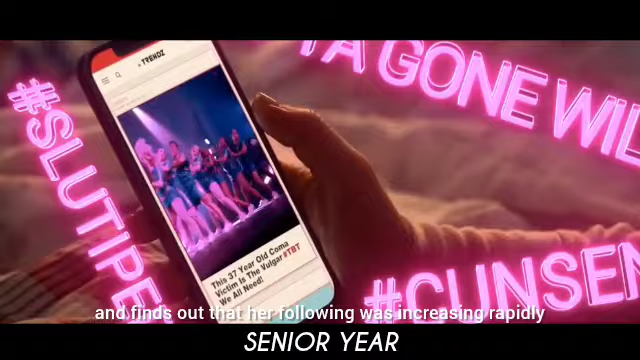 TRENDZ
#SLUTIPE
A GONE WIL
This 37 Year Old Coma
Victim Is The Vulgar #TBT
We All Need!
#CUNSEN
and finds out that her following was increasing rapidly
SENIOR YEAR